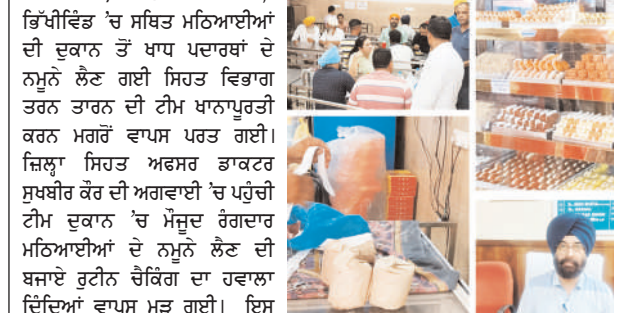 ਭਿੱਖੀਵਿੰਡ ’ਚ ਸਥਿਤ ਮਠਿਆਈਆਂ
ਦੀ ਦੁਕਾਨ ਤੋਂ ਖਾਧ ਪਦਾਰਥਾਂ ਦੇ
ਨਮੂਨੇ ਲੈਣ ਗਈ ਸਿਹਤ ਵਿਭਾਗ
ਤਰਨ ਤਾਰਨ ਦੀ ਟੀਮ ਖਾਨਾਪੂਰਤੀ
ਕਰਨ ਮਗਰੋਂ ਵਾਪਸ ਪਰਤ ਗਈ।
ਜ਼ਿਲ੍ਹਾ ਸਿਹਤ ਅਫਸਰ ਡਾਕਟਰ
ਸੁਖਬੀਰ ਕੌਰ ਦੀ ਅਗਵਾਈ ’ਚ ਪਹੁੰਚੀ
ਟੀਮ ਦੁਕਾਨ ’ਚ ਮੌਜੂਦ ਰੰਗਦਾਰ
ਮਠਿਆਈਆਂ ਦੇ ਨਮੂਨੇ ਲੈਣ ਦੀ
ਬਜਾਏ ਰੁਟੀਨ ਚੈਕਿੰਗ ਦਾ ਹਵਾਲਾ
ਦਿੰਦਿਆਂ ਵਾਪਸ ਮੁੜ ਗਈ। ਇਸ